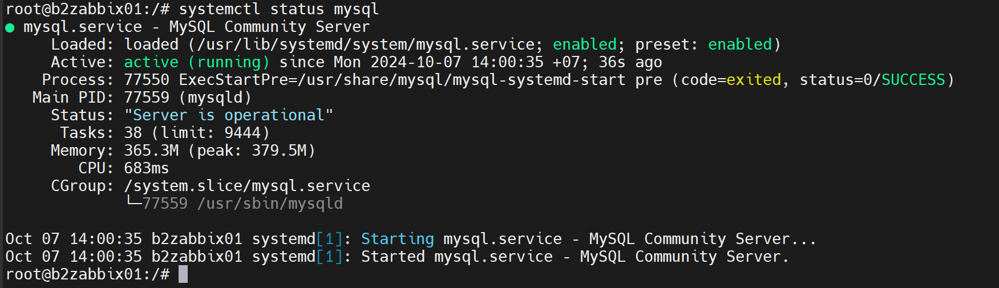 root@b2zabbix01:/# systemctl status mysql
● mysql.service - MySQL Community Server
     Loaded: loaded (/usr/lib/systemd/system/mysql.service; enabled; preset: enabled)
     Active: active (running) since Mon 2024-10-07 14:00:35 +07; 36s ago
    Process: 77550 ExecStartPre=/usr/share/mysql/mysql-systemd-start pre (code=exited, status=0/SUCCESS)
   Main PID: 77559 (mysqld)
     Status: "Server is operational"
      Tasks: 38 (limit: 9444)
     Memory: 365.3M (peak: 379.5M)
        CPU: 683ms
     CGroup: /system.slice/mysql.service
             └─77559 /usr/sbin/mysqld

Oct 07 14:00:35 b2zabbix01 systemd[1]: Starting mysql.service - MySQL Community Server...
Oct 07 14:00:35 b2zabbix01 systemd[1]: Started mysql.service - MySQL Community Server.
root@b2zabbix01:/#